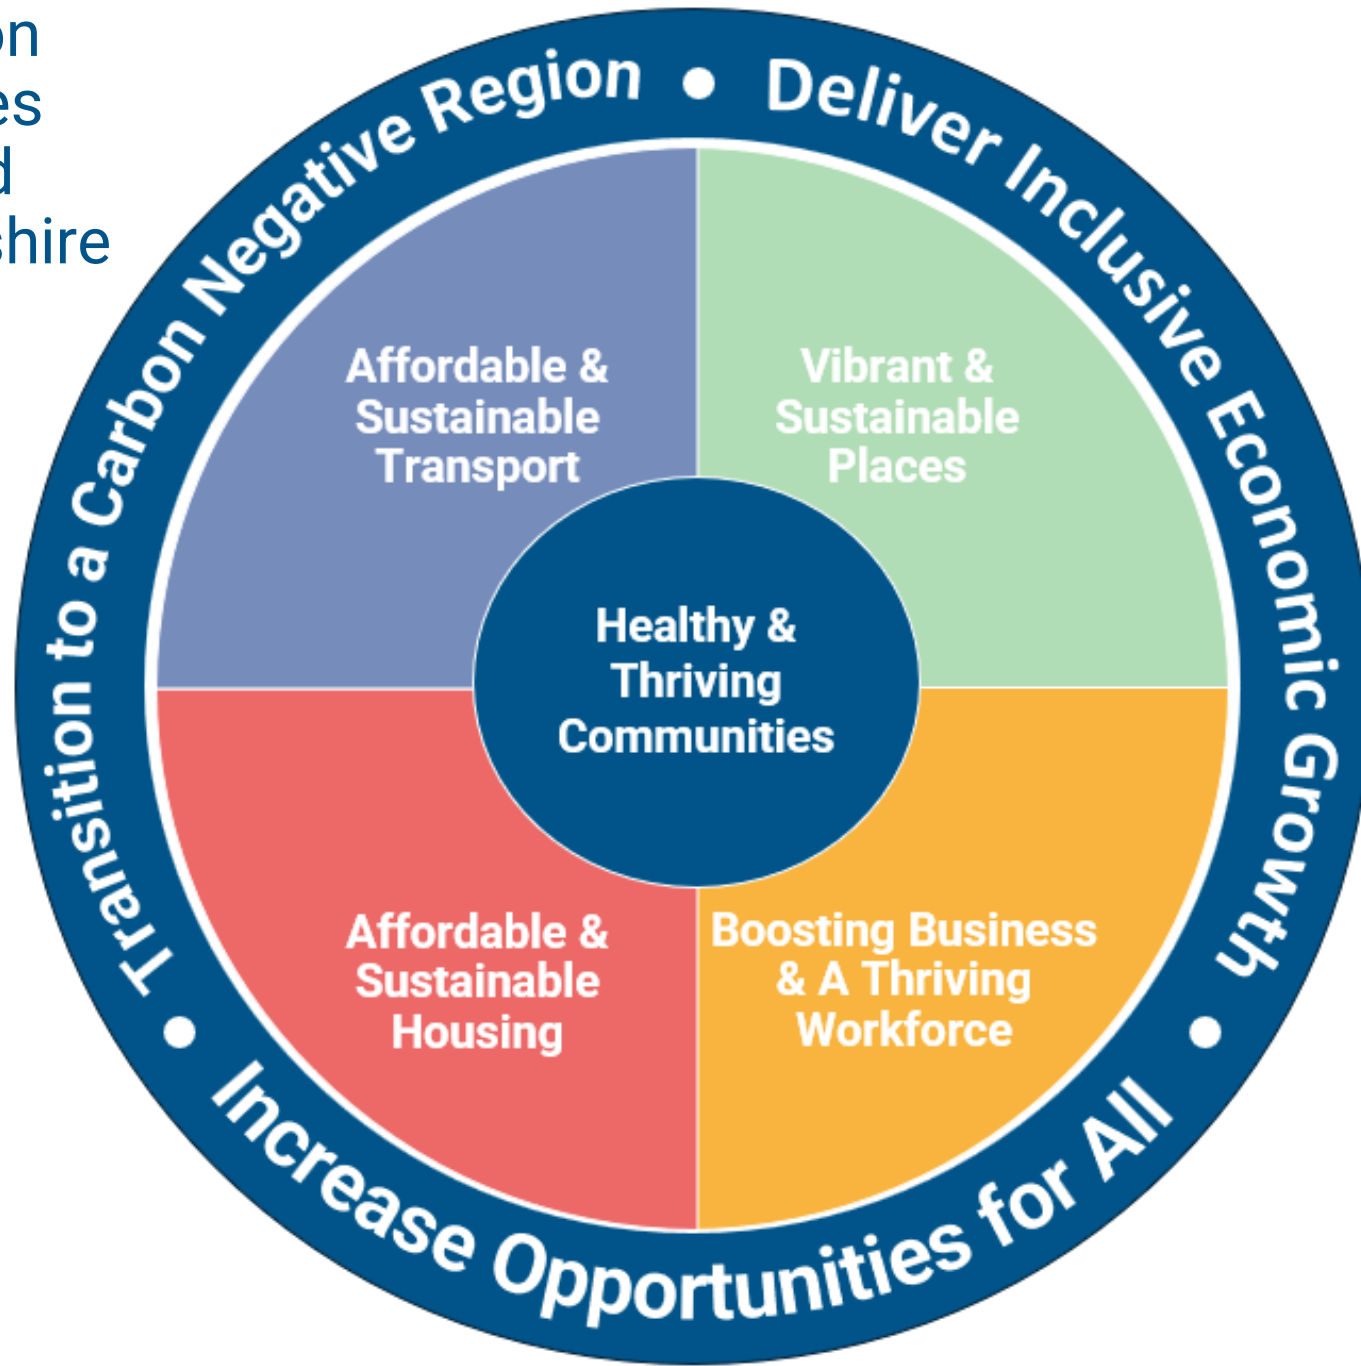 on
es
d
shire
Transition to a Carbon Negative Region • Deliver Inclusive Economic Growth • Increase Opportunities for All •
Affordable &
Sustainable
Transport
Vibrant &
Sustainable
Places
Healthy &
Thriving
Communities
Affordable &
Sustainable
Housing
Boosting Business
& A Thriving
Workforce